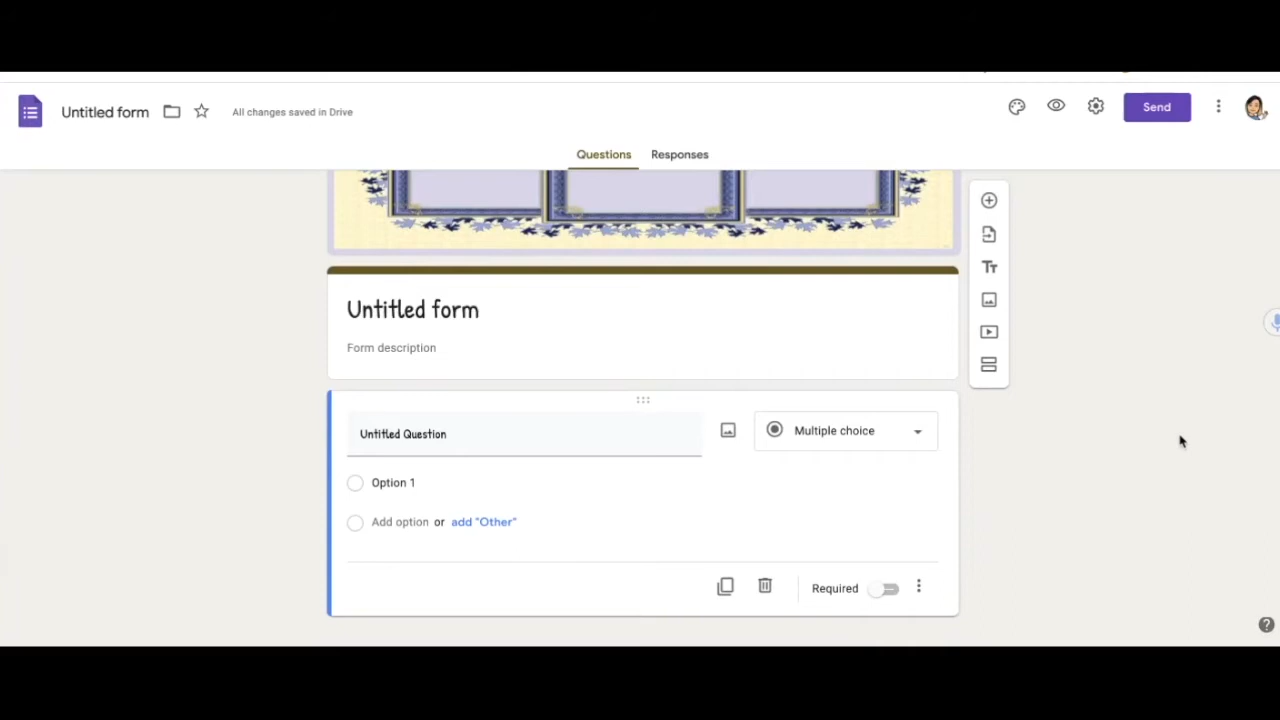 Untitled form
All changes saved in Drive
Send
Questions
Responses
Untitled form
Form description
Untitled Question
Multiple choice
Option 1
Add option or add "Other"
Required